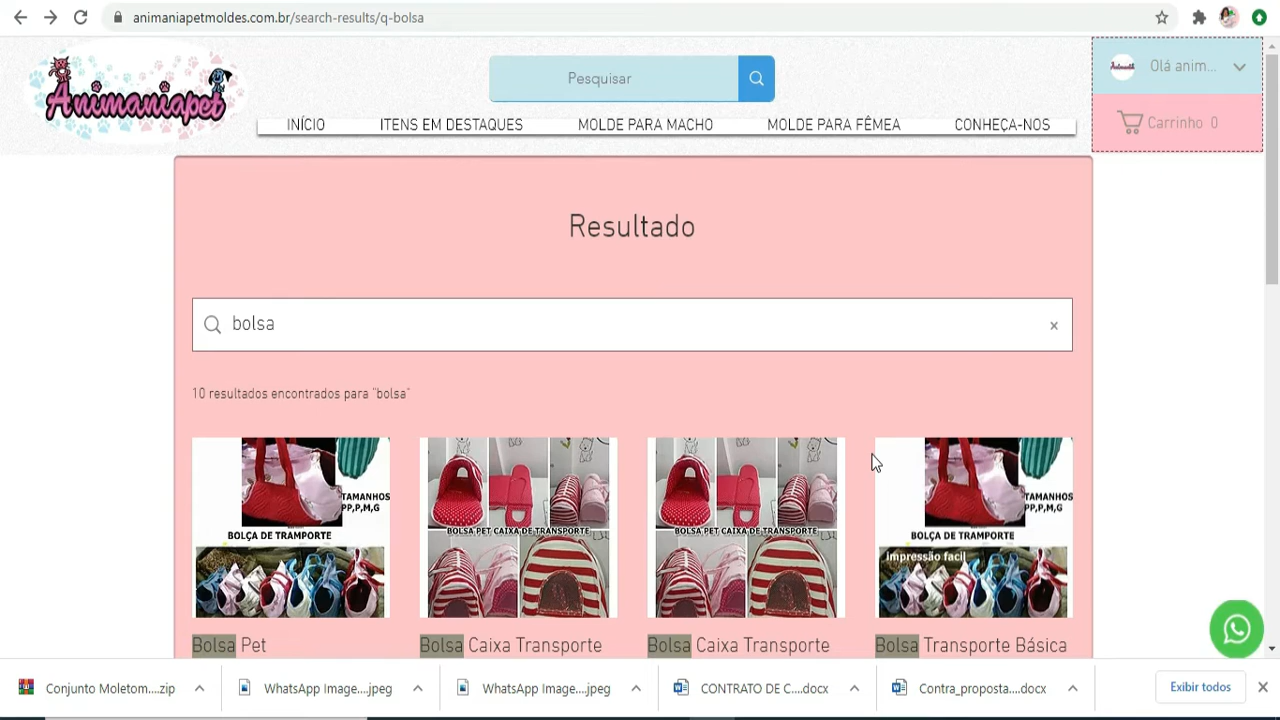 animaniapetmoldes.com.br/search-results/q-bolsa
Animaniapet
Pesquisar
Olá anim...
Carrinho 0
INÍCIO ITENS EM DESTAQUES MOLDE PARA MACHO MOLDE PARA FÊMEA CONHEÇA-NOS
Resultado
bolsa
10 resultados encontrados para "bolsa"
TAMANHOS
PP,P,M,G
BOLÇA DE TRAMPORTE
BOLSA PET CAIXA DE TRANSPORTE
BOLSA PET CAIXA DE TRANSPORTE
TAMANHOS
PP,P,M,G
BOLÇA DE TRAMPORTE
impressão facil
Bolsa Pet
Bolsa Caixa Transporte
Bolsa Caixa Transporte
Bolsa Transporte Básica
Conjunto Moletom....zip
WhatsApp Image....jpeg
WhatsApp Image....jpeg
CONTRATO DE C....docx
Contra_proposta....docx
Exibir todos